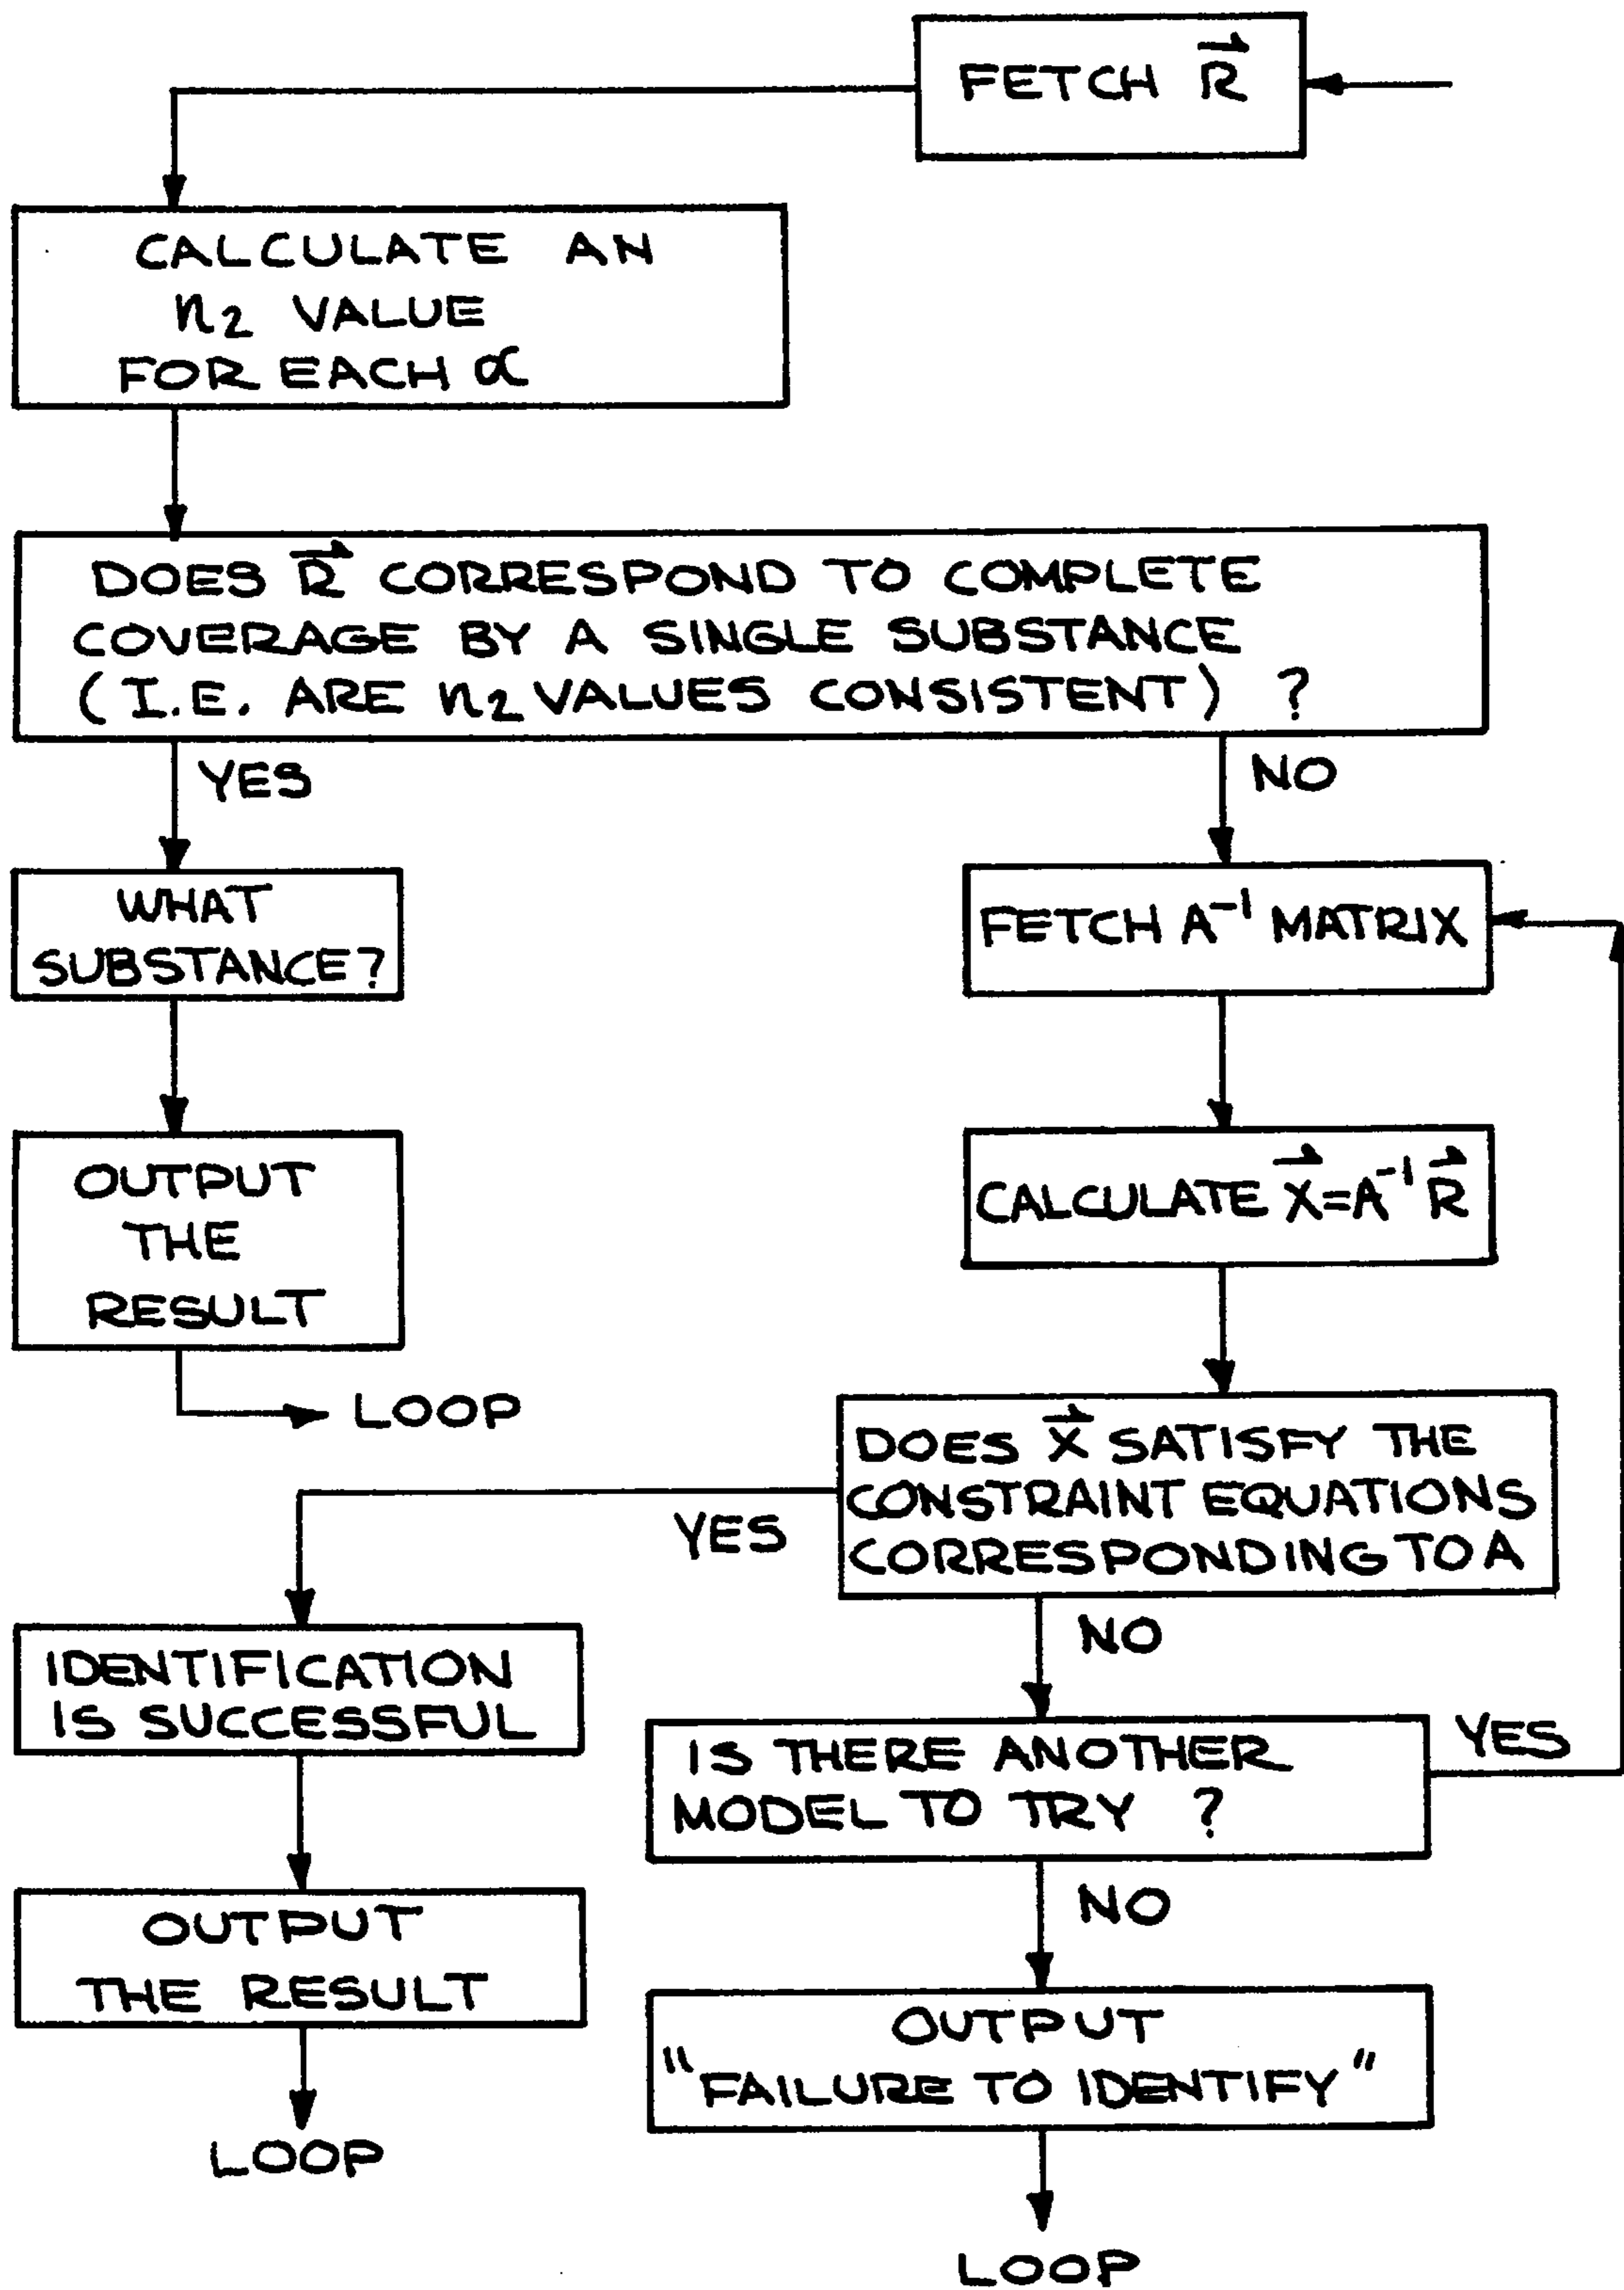 FETCH R⃗
CALCULATE AN
n₂ VALUE
FOR EACH α
DOES R⃗ CORRESPOND TO COMPLETE
COVERAGE BY A SINGLE SUBSTANCE
(I.E. ARE n₂ VALUES CONSISTENT) ?
YES
NO
WHAT
SUBSTANCE?
FETCH A⁻¹ MATRIX
OUTPUT
THE
RESULT
LOOP
CALCULATE X⃗=A⁻¹ R⃗
DOES X⃗ SATISFY THE
CONSTRAINT EQUATIONS
CORRESPONDING TO A
YES
NO
IDENTIFICATION
IS SUCCESSFUL
IS THERE ANOTHER
MODEL TO TRY ?
YES
NO
OUTPUT
THE RESULT
LOOP
OUTPUT
"FAILURE TO IDENTIFY"
LOOP